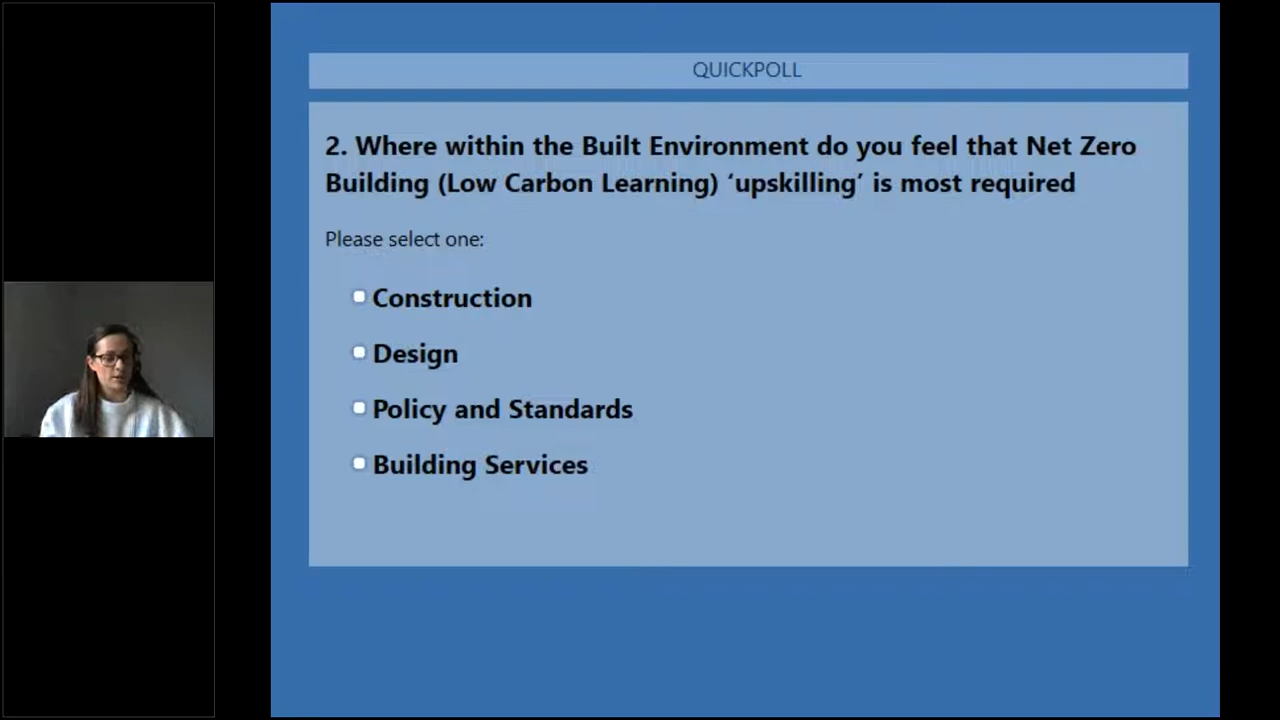 QUICKPOLL
2. Where within the Built Environment do you feel that Net Zero
Building (Low Carbon Learning) ‘upskilling’ is most required
Please select one:
Construction
Design
Policy and Standards
Building Services